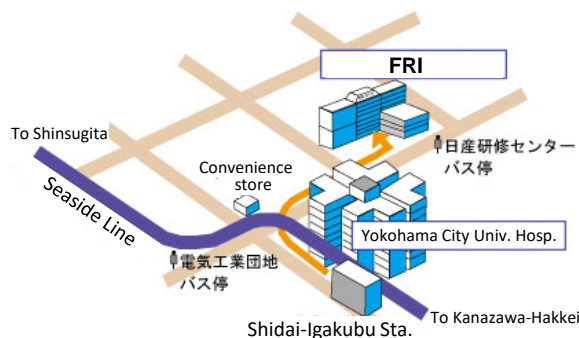 FRI
To Shinsugita
日産研修センター
バス停
Convenience
store
Seaside Line
Yokohama City Univ. Hosp.
電気工業団地
バス停
To Kanazawa-Hakkei
Shidai-Igakubu Sta.